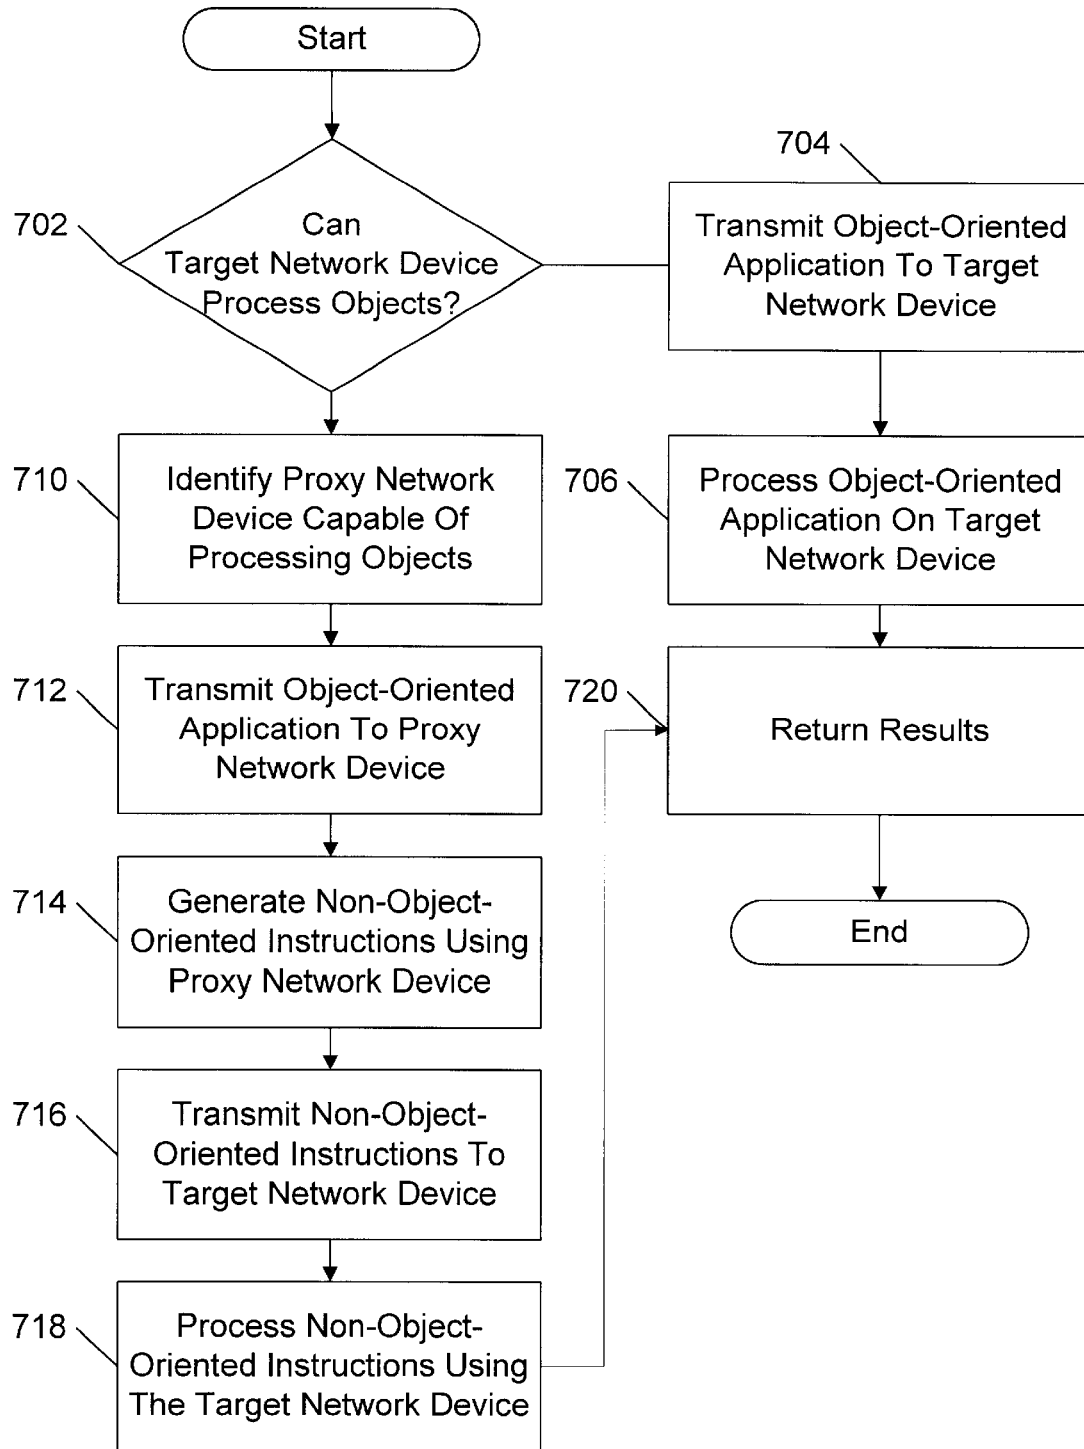 Start
702
Can
Target Network Device
Process Objects?
704
Transmit Object-Oriented
Application To Target
Network Device
710
Identify Proxy Network
Device Capable Of
Processing Objects
706
Process Object-Oriented
Application On Target
Network Device
712
Transmit Object-Oriented
Application To Proxy
Network Device
720
Return Results
714
Generate Non-Object-
Oriented Instructions Using
Proxy Network Device
End
716
Transmit Non-Object-
Oriented Instructions To
Target Network Device
718
Process Non-Object-
Oriented Instructions Using
The Target Network Device